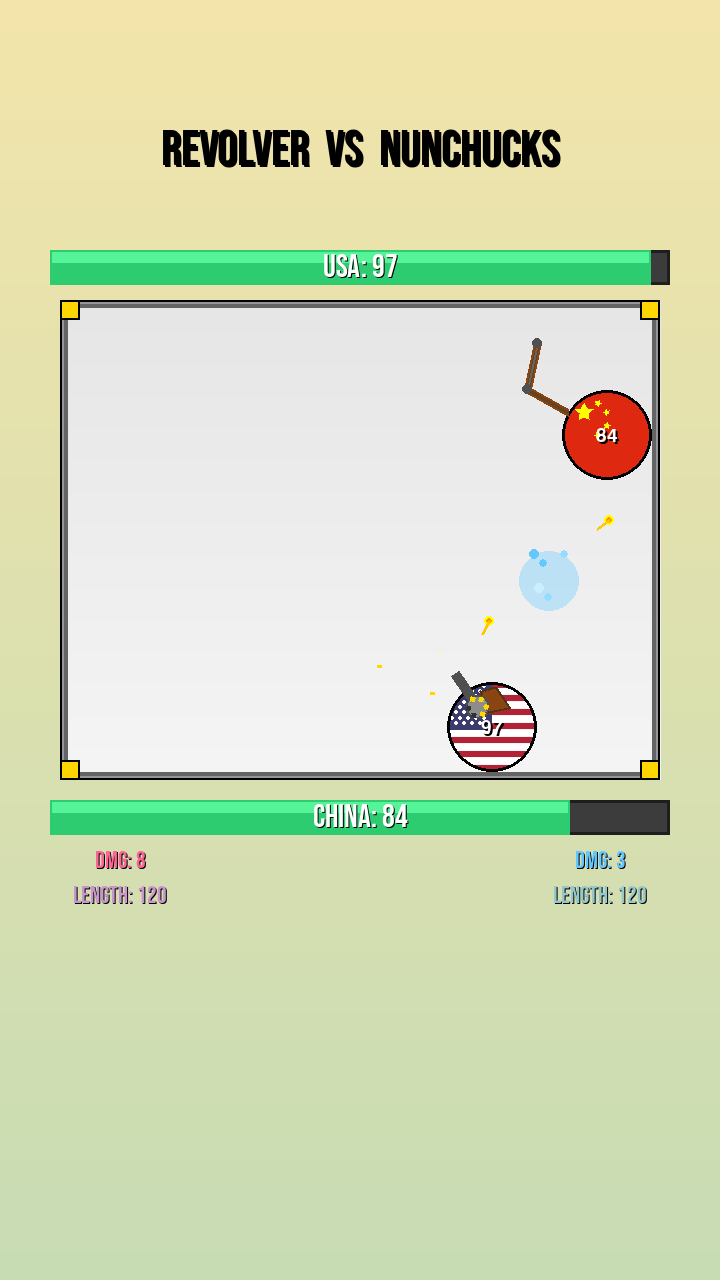 REVOLVER VS NUNCHUCKS
USA: 97
84
97
CHINA: 84
DMG: 8
DMG: 3
LENGTH: 120
LENGTH: 120